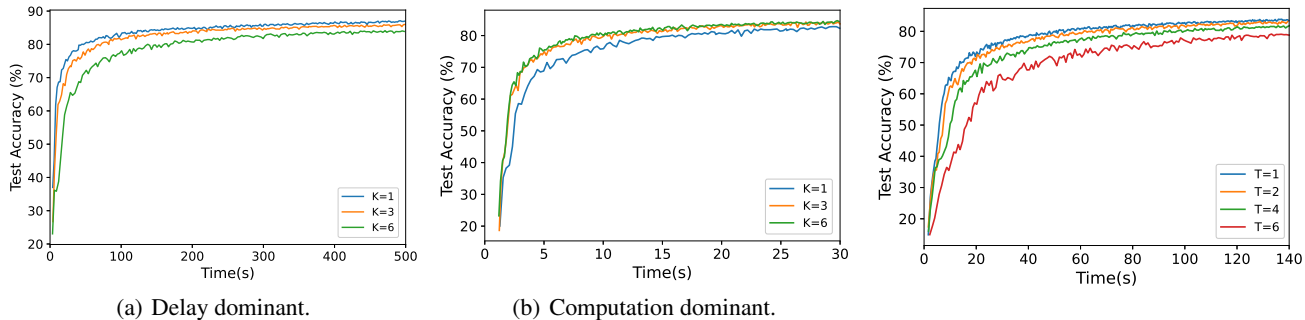 90
80
70
60
50
40
30
20
0
100
200
300
400
500
Test Accuracy (%)
Time(s)
K=1
K=3
K=6
(a) Delay dominant.
80
70
60
50
40
30
20
0
5
10
15
20
25
30
Test Accuracy (%)
Time(s)
K=1
K=3
K=6
(b) Computation dominant.
80
70
60
50
40
30
20
0
20
40
60
80
100
120
140
Test Accuracy (%)
Time(s)
T=1
T=2
T=4
T=6